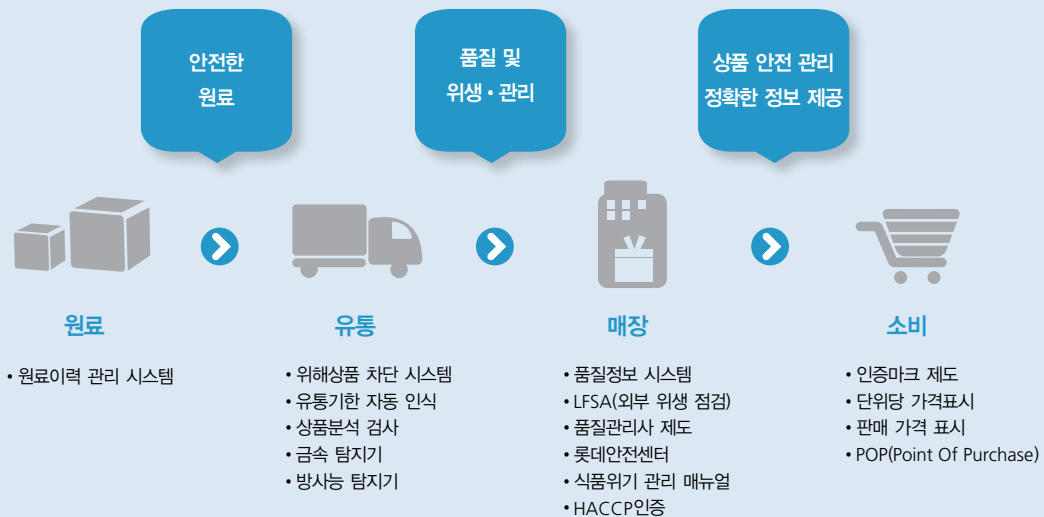 안전한
원료
품질 및
위생•관리
상품 안전 관리
정확한 정보 제공
원료
• 원료이력 관리 시스템
유통
• 위해상품 차단 시스템
• 유통기한 자동 인식
• 상품분석 검사
• 금속 탐지기
• 방사능 탐지기
매장
• 품질정보 시스템
• LFSA(외부 위생 점검)
• 품질관리사 제도
• 롯데안전센터
• 식품위기 관리 매뉴얼
• HACCP인증
소비
• 인증마크 제도
• 단위당 가격표시
• 판매 가격 표시
• POP(Point Of Purchase)